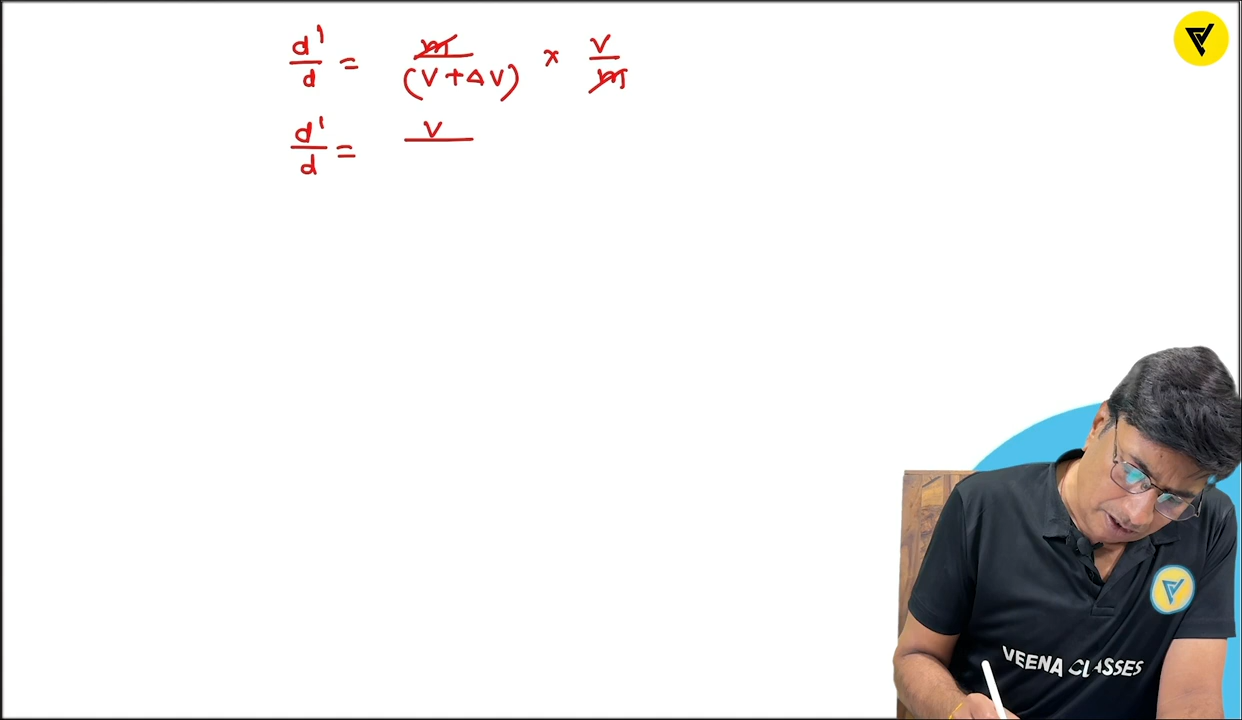 d'/d = m/(V + ΔV) × V/m
d'/d = V/
VEENA CLASSES